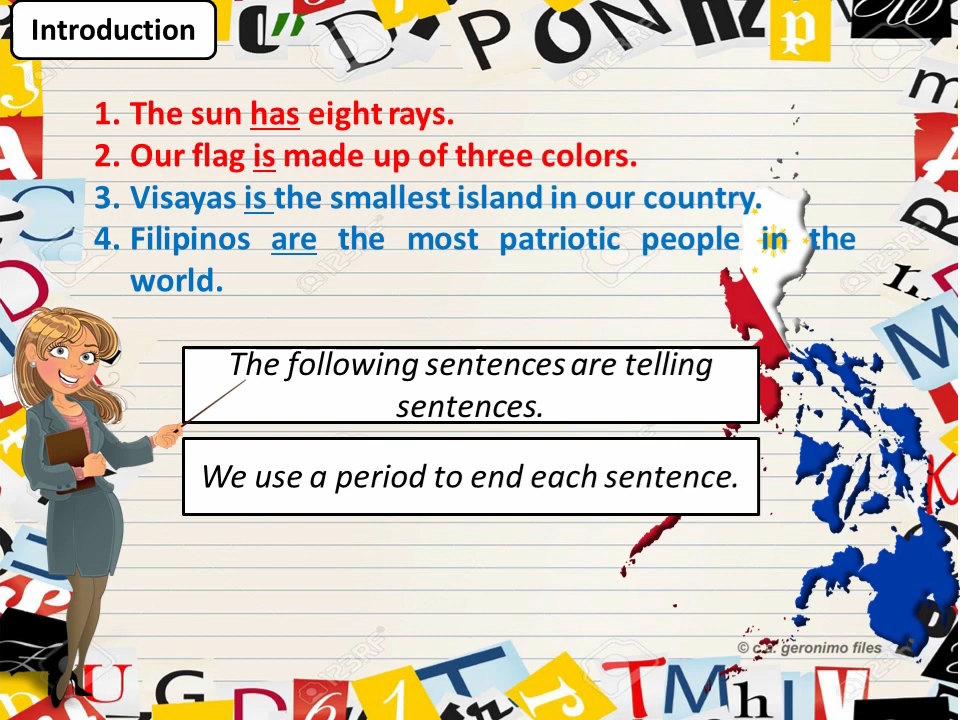 Introduction
1. The sun has eight rays.
2. Our flag is made up of three colors.
3. Visayas is the smallest island in our country.
4. Filipinos are the most patriotic people in the
world.
The following sentences are telling
sentences.
We use a period to end each sentence.